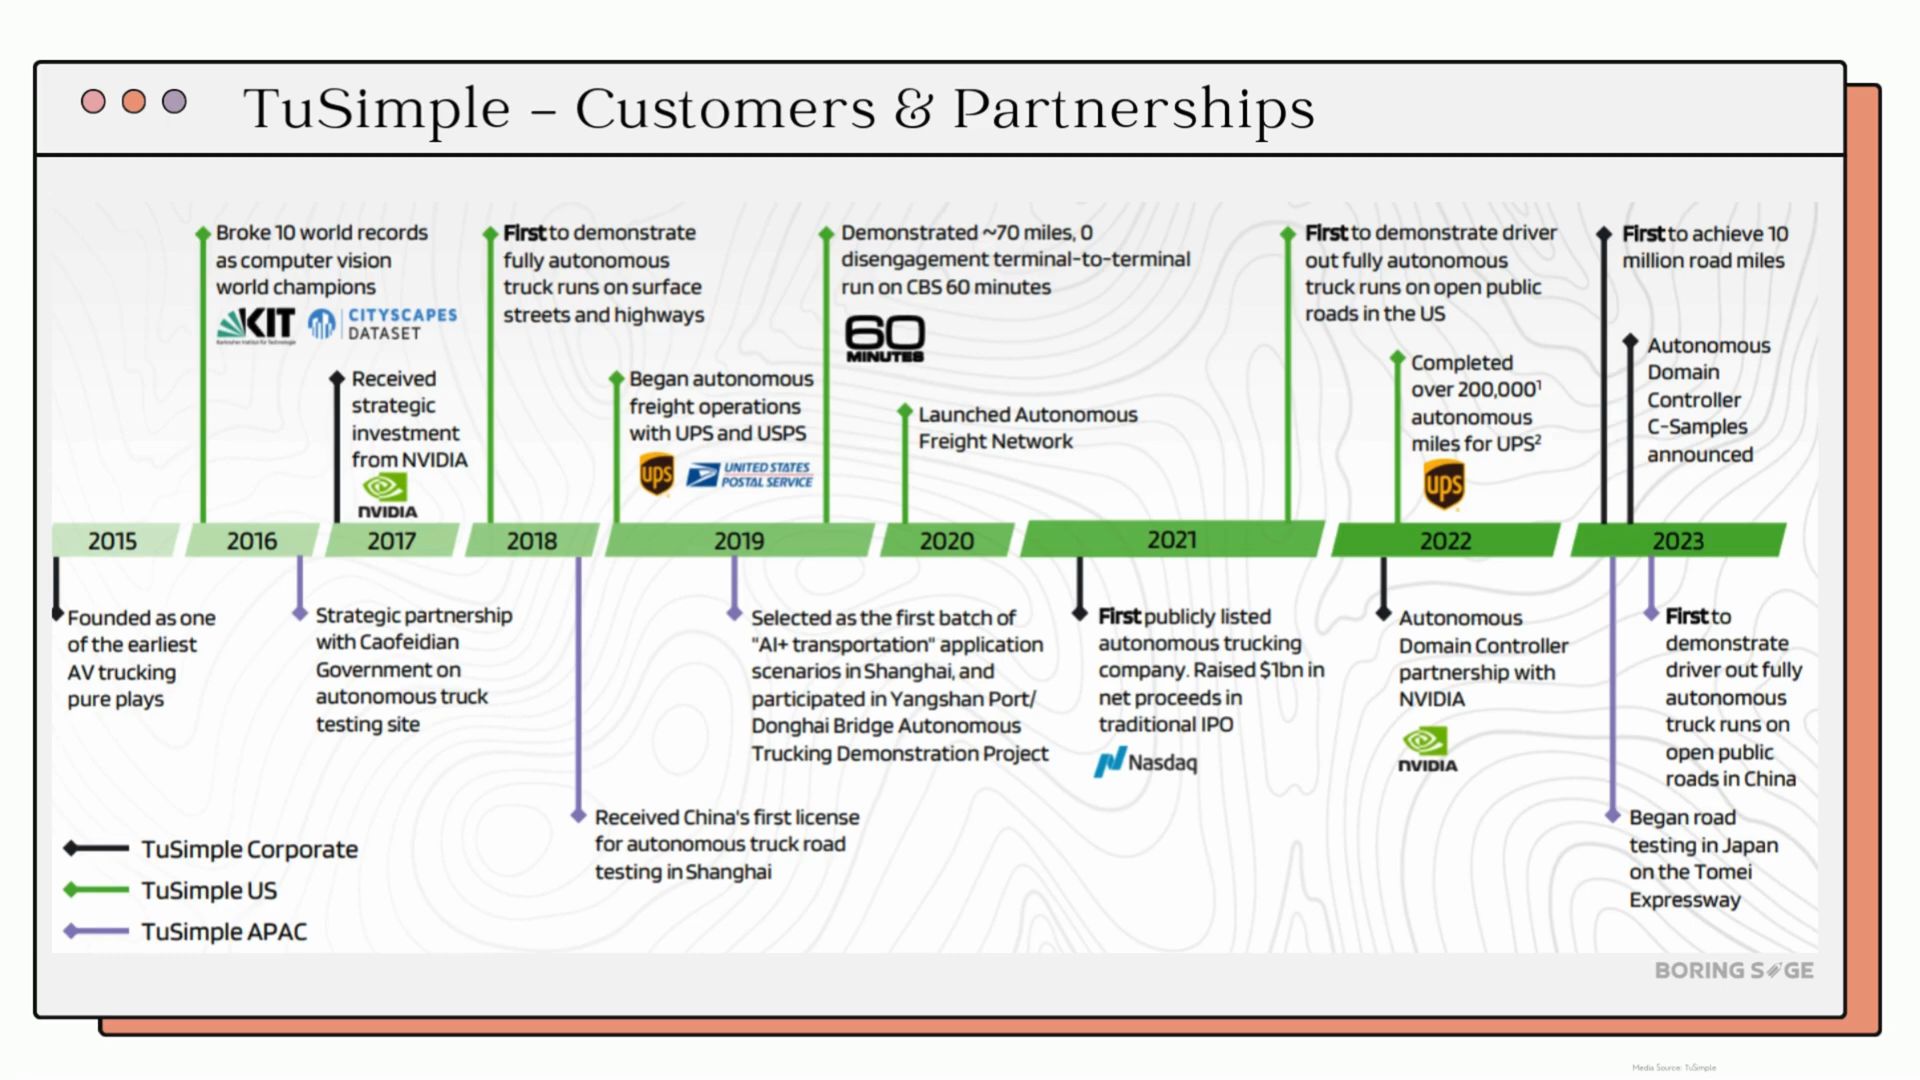 TuSimple – Customers & Partnerships
Broke 10 world records
as computer vision
world champions
KIT
Karlsruher Institut für Technologie
CITYSCAPES
DATASET
Received
strategic
investment
from NVIDIA
NVIDIA
First to demonstrate
fully autonomous
truck runs on surface
streets and highways
Began autonomous
freight operations
with UPS and USPS
ups
UNITED STATES
POSTAL SERVICE
Demonstrated ~70 miles, 0
disengagement terminal-to-terminal
run on CBS 60 minutes
60
MINUTES
Launched Autonomous
Freight Network
First to demonstrate driver
out fully autonomous
truck runs on open public
roads in the US
Completed
over 200,000¹
autonomous
miles for UPS²
ups
First to achieve 10
million road miles
Autonomous
Domain
Controller
C-Samples
announced
2015
2016
2017
2018
2019
2020
2021
2022
2023
Founded as one
of the earliest
AV trucking
pure plays
Strategic partnership
with Caofeidian
Government on
autonomous truck
testing site
Received China's first license
for autonomous truck road
testing in Shanghai
Selected as the first batch of
"AI+ transportation" application
scenarios in Shanghai, and
participated in Yangshan Port/
Donghai Bridge Autonomous
Trucking Demonstration Project
First publicly listed
autonomous trucking
company. Raised $1bn in
net proceeds in
traditional IPO
Nasdaq
Autonomous
Domain Controller
partnership with
NVIDIA
NVIDIA
First to
demonstrate
driver out fully
autonomous
truck runs on
open public
roads in China
Began road
testing in Japan
on the Tomei
Expressway
TuSimple Corporate
TuSimple US
TuSimple APAC
BORING SAGE
Media Source: TuSimple